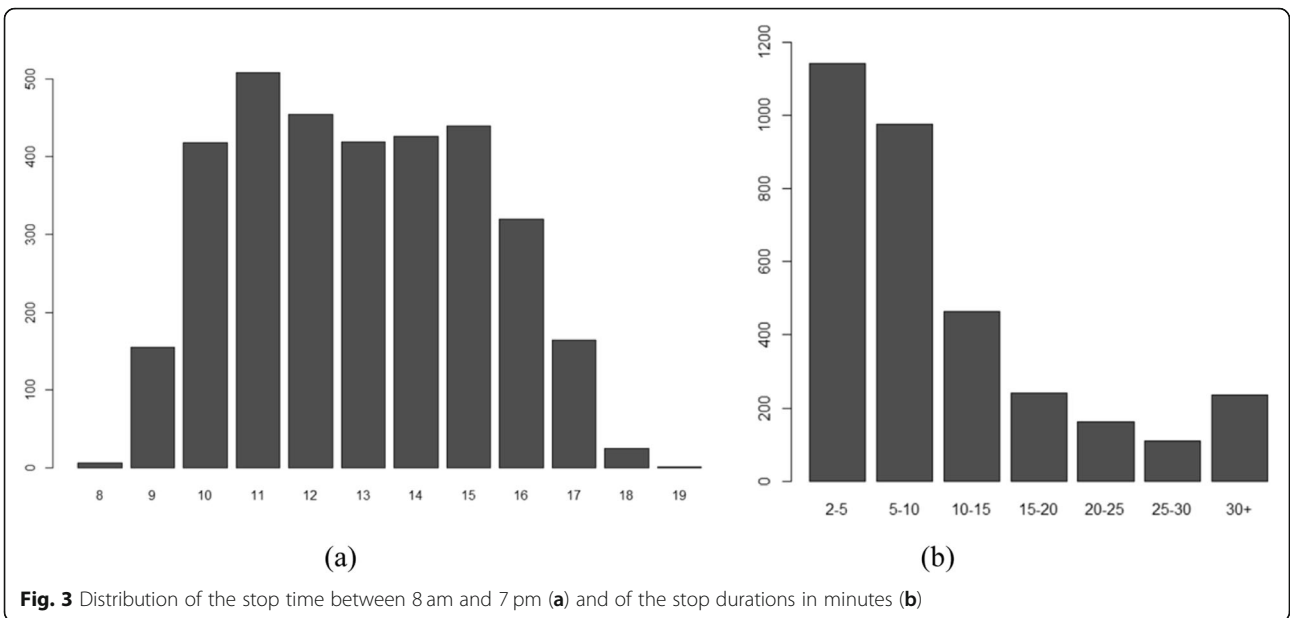 500
400
300
200
100
0
8 9 10 11 12 13 14 15 16 17 18 19
(a)
1200
1000
800
600
400
200
0
2-5 5-10 10-15 15-20 20-25 25-30 30+
(b)
Fig. 3 Distribution of the stop time between 8 am and 7 pm (a) and of the stop durations in minutes (b)